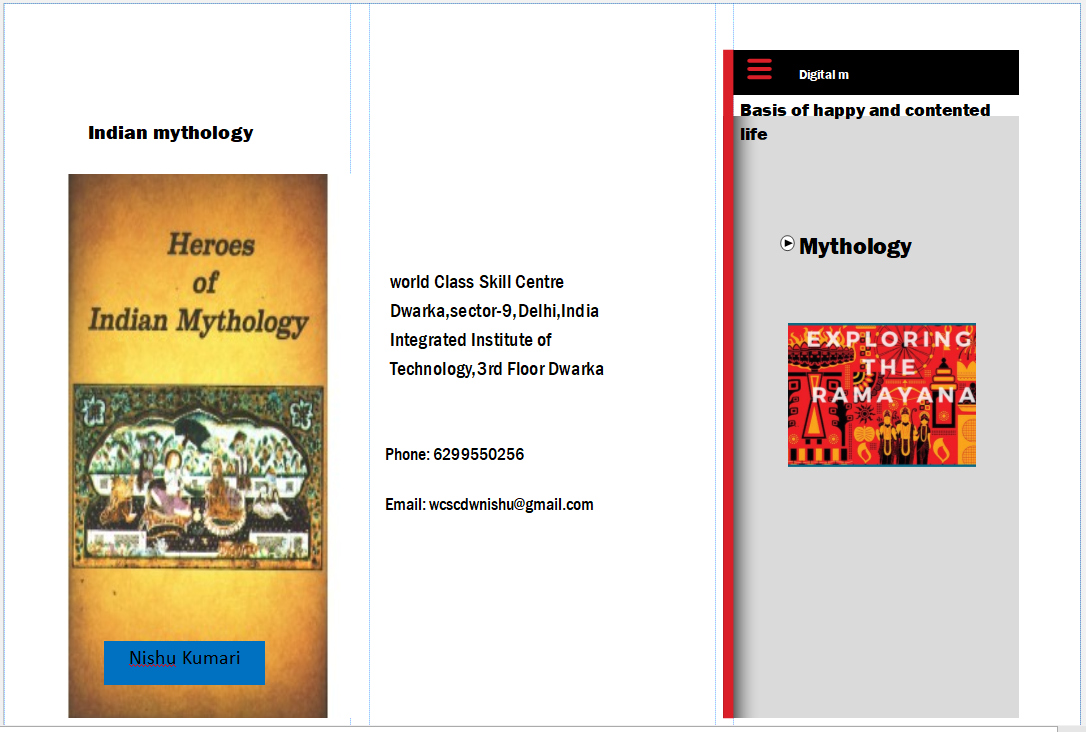 Indian mythology
Heroes
of
Indian Mythology
Nishu Kumari
world Class Skill Centre
Dwarka,sector-9,Delhi,India
Integrated Institute of
Technology,3rd Floor Dwarka
Phone: 6299550256
Email: wcscdwnishu@gmail.com
Digital m
Basis of happy and contented
life
Mythology
EXPLORING
THE
RAMAYANA